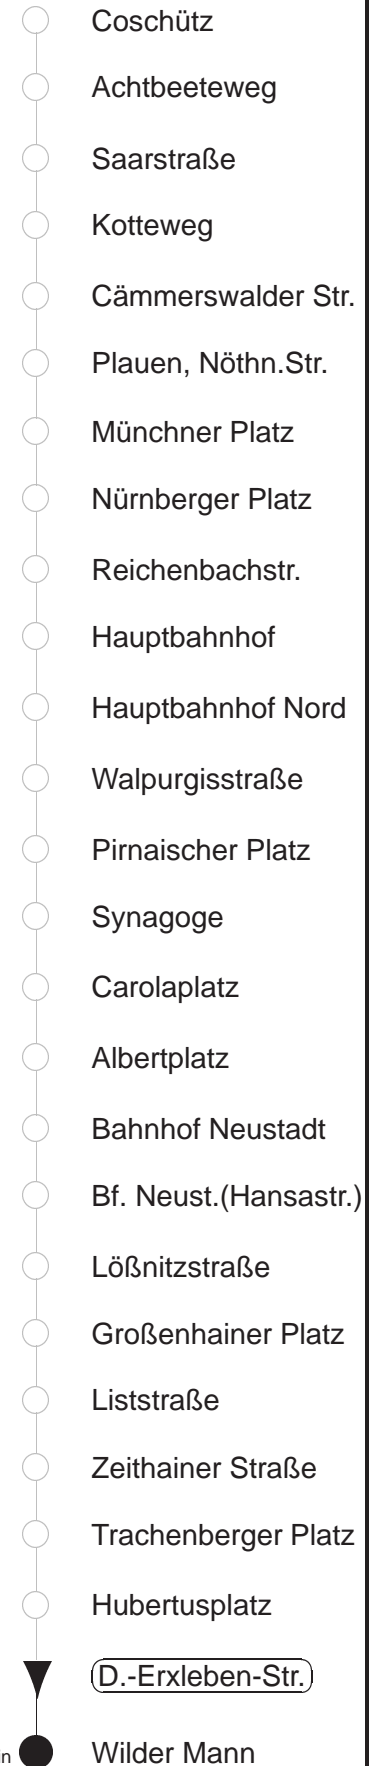 Coschütz
Achtbeeteweg
Saarstraße
Kotteweg
Cämmerswalder Str.
Plauen, Nöthn.Str.
Münchner Platz
Nürnberger Platz
Reichenbachstr.
Hauptbahnhof
Hauptbahnhof Nord
Walpurgisstraße
Pirnaischer Platz
Synagoge
Carolaplatz
Albertplatz
Bahnhof Neustadt
Bf. Neust.(Hansastr.)
Lößnitzstraße
Großenhainer Platz
Liststraße
Zeithainer Straße
Trachenberger Platz
Hubertusplatz
D.-Erxleben-Str.
Wilder Mann